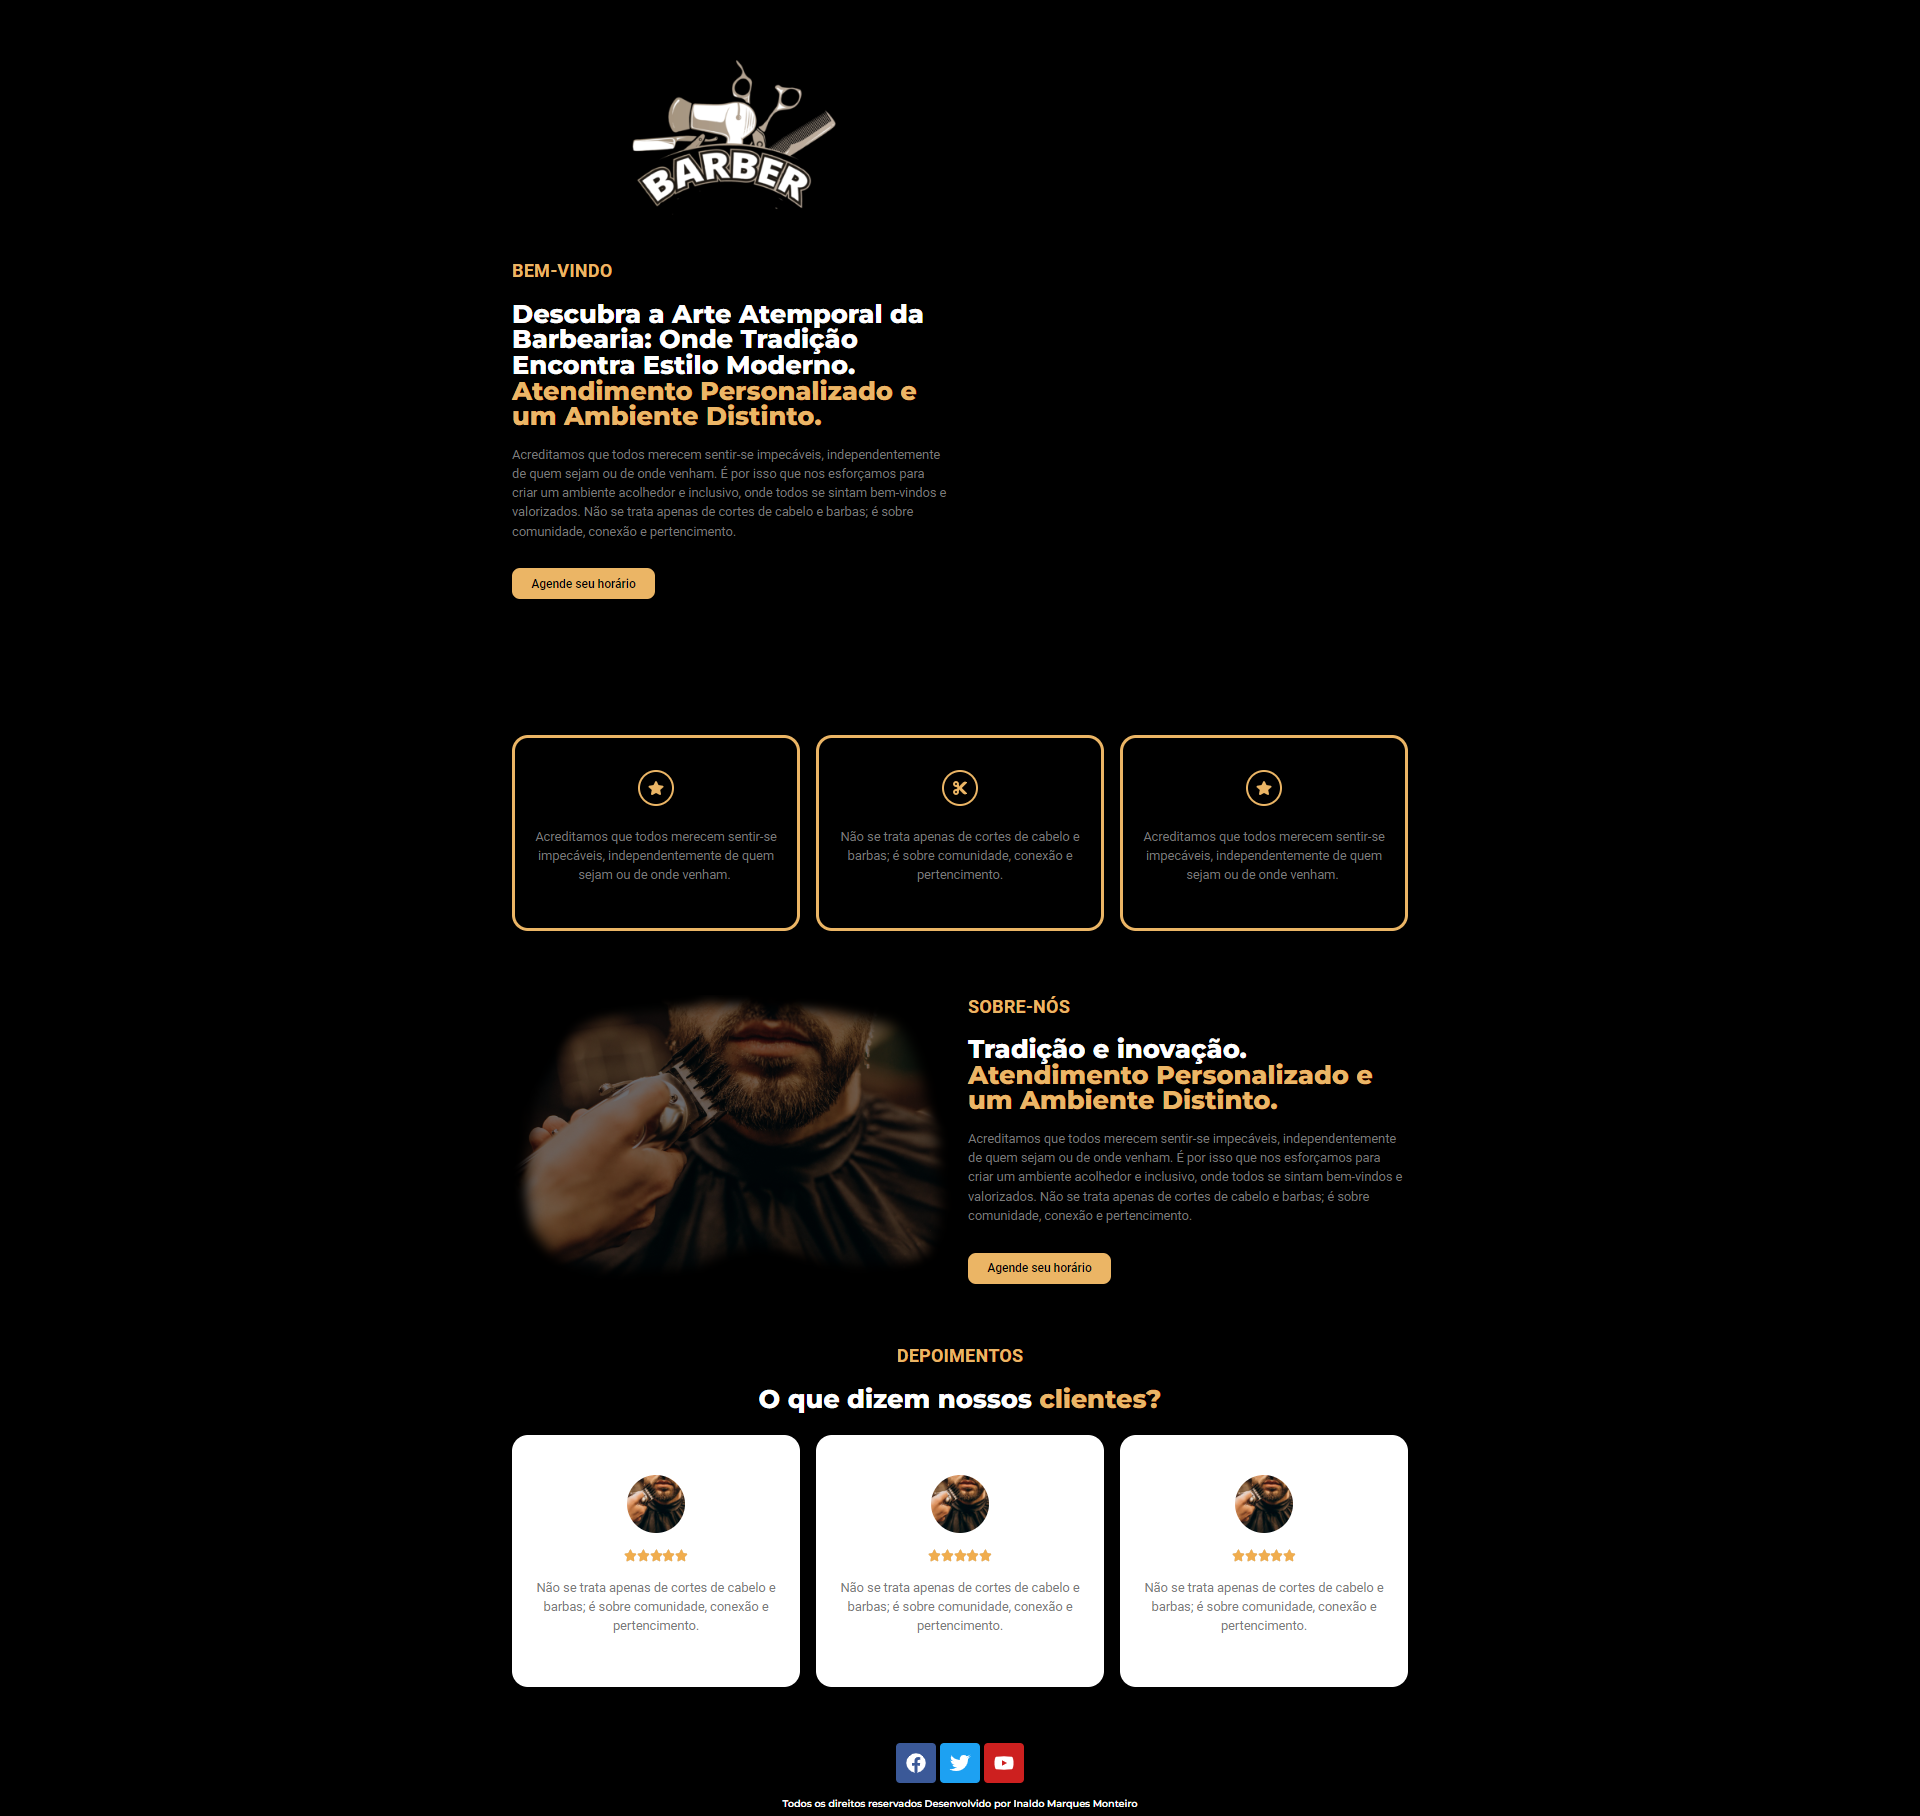 BARBER
BEM-VINDO
Descubra a Arte Atemporal da
Barbearia: Onde Tradição
Encontra Estilo Moderno.
Atendimento Personalizado e
um Ambiente Distinto.
Acreditamos que todos merecem sentir-se impecáveis, independentemente
de quem sejam ou de onde venham. É por isso que nos esforçamos para
criar um ambiente acolhedor e inclusivo, onde todos se sintam bem-vindos e
valorizados. Não se trata apenas de cortes de cabelo e barbas; é sobre
comunidade, conexão e pertencimento.
Agende seu horário
Acreditamos que todos merecem sentir-se
impecáveis, independentemente de quem
sejam ou de onde venham.
Não se trata apenas de cortes de cabelo e
barbas; é sobre comunidade, conexão e
pertencimento.
Acreditamos que todos merecem sentir-se
impecáveis, independentemente de quem
sejam ou de onde venham.
SOBRE-NÓS
Tradição e inovação.
Atendimento Personalizado e
um Ambiente Distinto.
Acreditamos que todos merecem sentir-se impecáveis, independentemente
de quem sejam ou de onde venham. É por isso que nos esforçamos para
criar um ambiente acolhedor e inclusivo, onde todos se sintam bem-vindos e
valorizados. Não se trata apenas de cortes de cabelo e barbas; é sobre
comunidade, conexão e pertencimento.
Agende seu horário
DEPOIMENTOS
O que dizem nossos clientes?
Não se trata apenas de cortes de cabelo e
barbas; é sobre comunidade, conexão e
pertencimento.
Não se trata apenas de cortes de cabelo e
barbas; é sobre comunidade, conexão e
pertencimento.
Não se trata apenas de cortes de cabelo e
barbas; é sobre comunidade, conexão e
pertencimento.
Todos os direitos reservados Desenvolvido por Inaldo Marques Monteiro